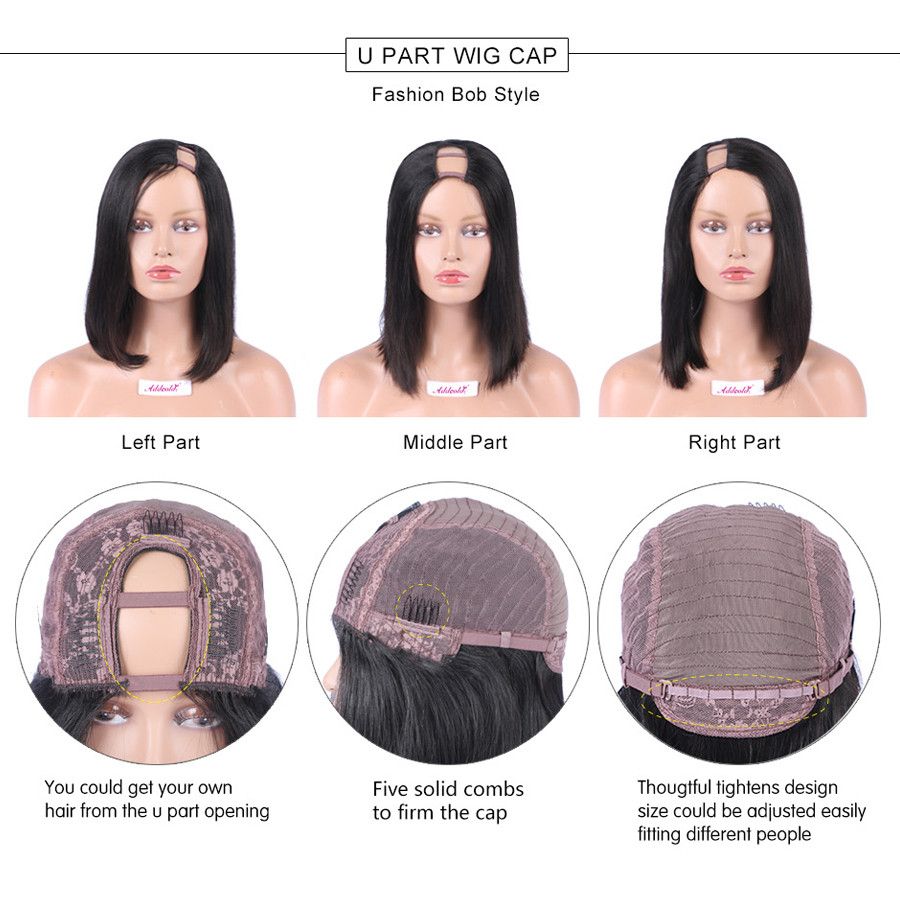 U PART WIG CAP
Fashion Bob Style
Addcolo
Addcolo
Addcolo
Left Part
Middle Part
Right Part
You could get your own
hair from the u part opening
Five solid combs
to firm the cap
Thougtful tightens design
size could be adjusted easily
fitting different people